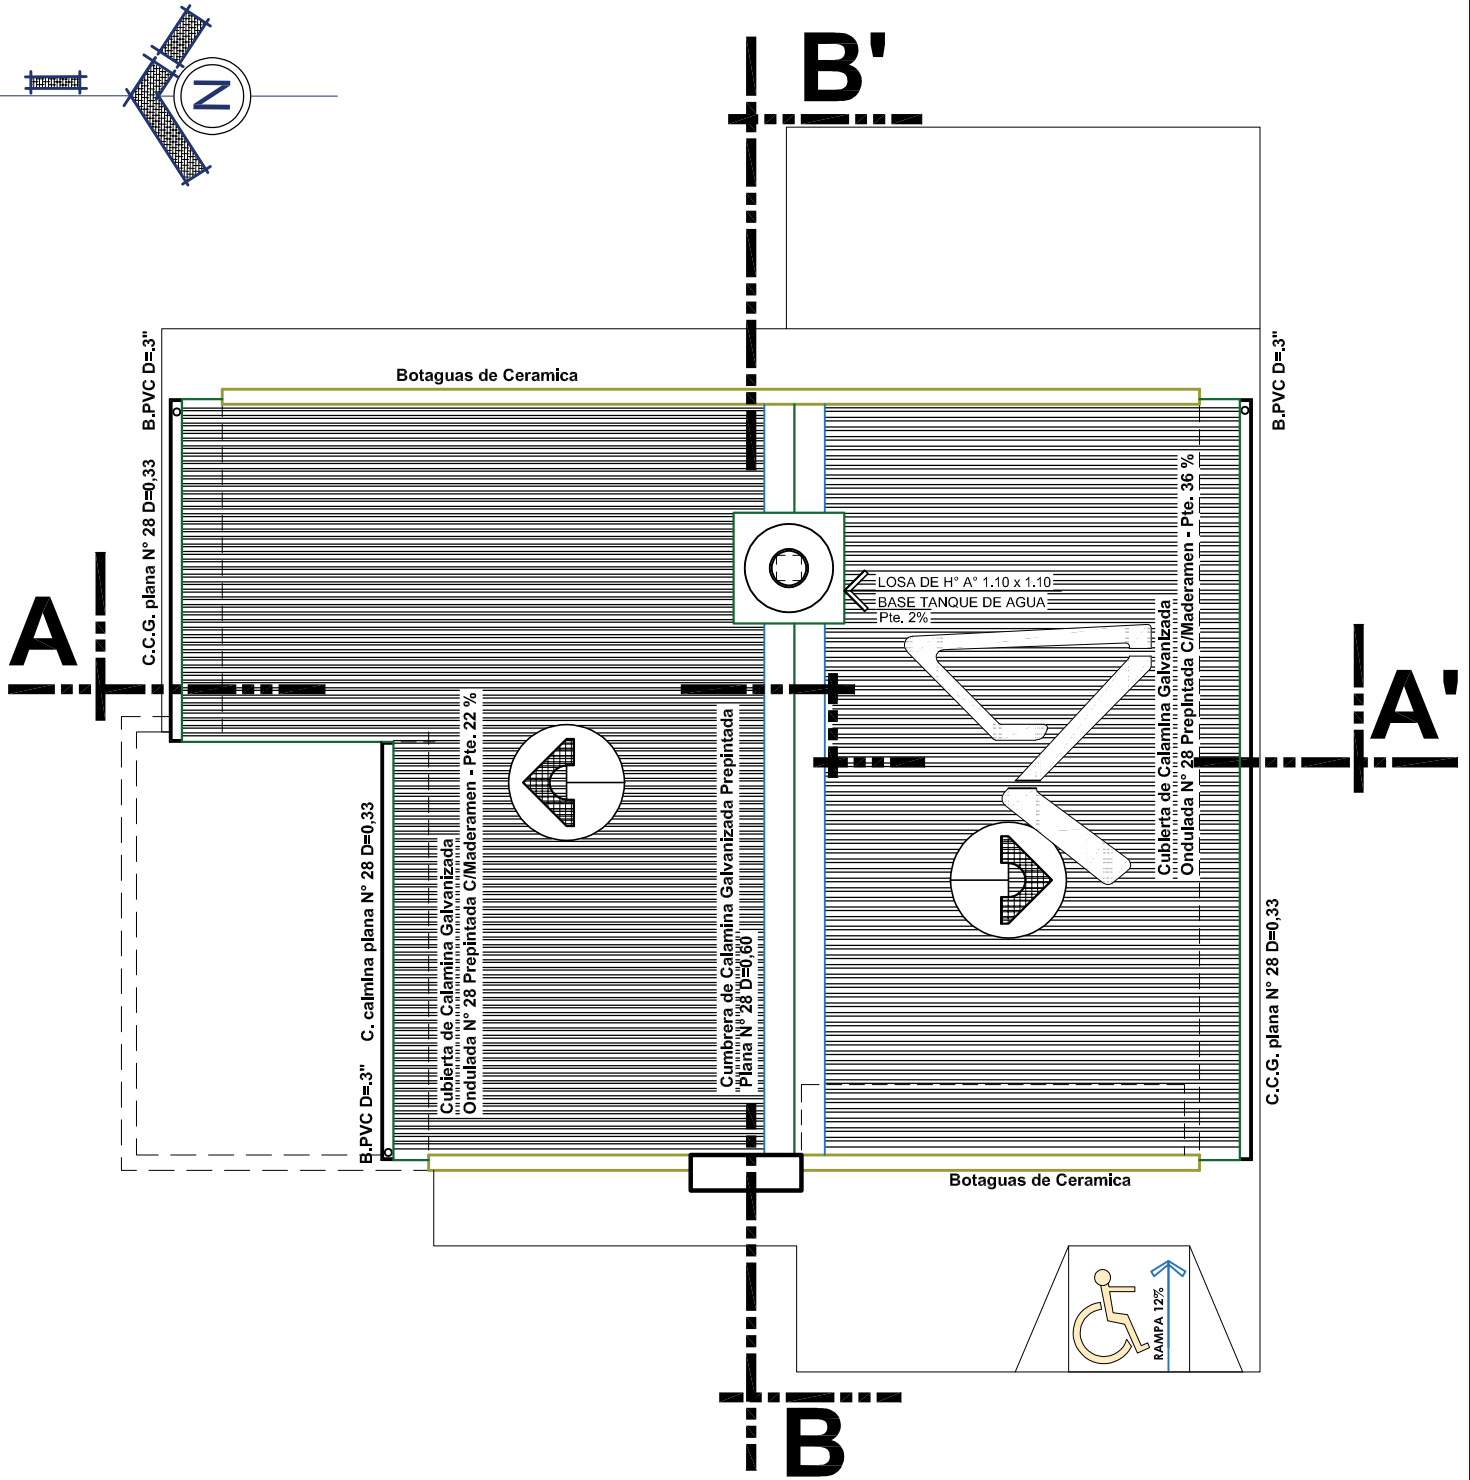 N
B'
B.PVC D=.3"
Botaguas de Ceramica
B.PVC D=.3"
C.C.G. plana N° 28 D=0,33
A
LOSA DE H° A° 1.10 x 1.10
BASE TANQUE DE AGUA
Pte. 2%
Cubierta de Calamina Galvanizada
Ondulada N° 28 Prepintada C/Maderamen - Pte. 36 %
A'
Cubierta de Calamina Galvanizada
Ondulada N° 28 Prepintada C/Maderamen - Pte. 22 %
Cumbrera de Calamina Galvanizada Prepintada
Plana N° 28 D=0,60
C. calmina plana N° 28 D=0,33
B.PVC D=.3"
C.C.G. plana N° 28 D=0,33
Botaguas de Ceramica
RAMPA 12%
B